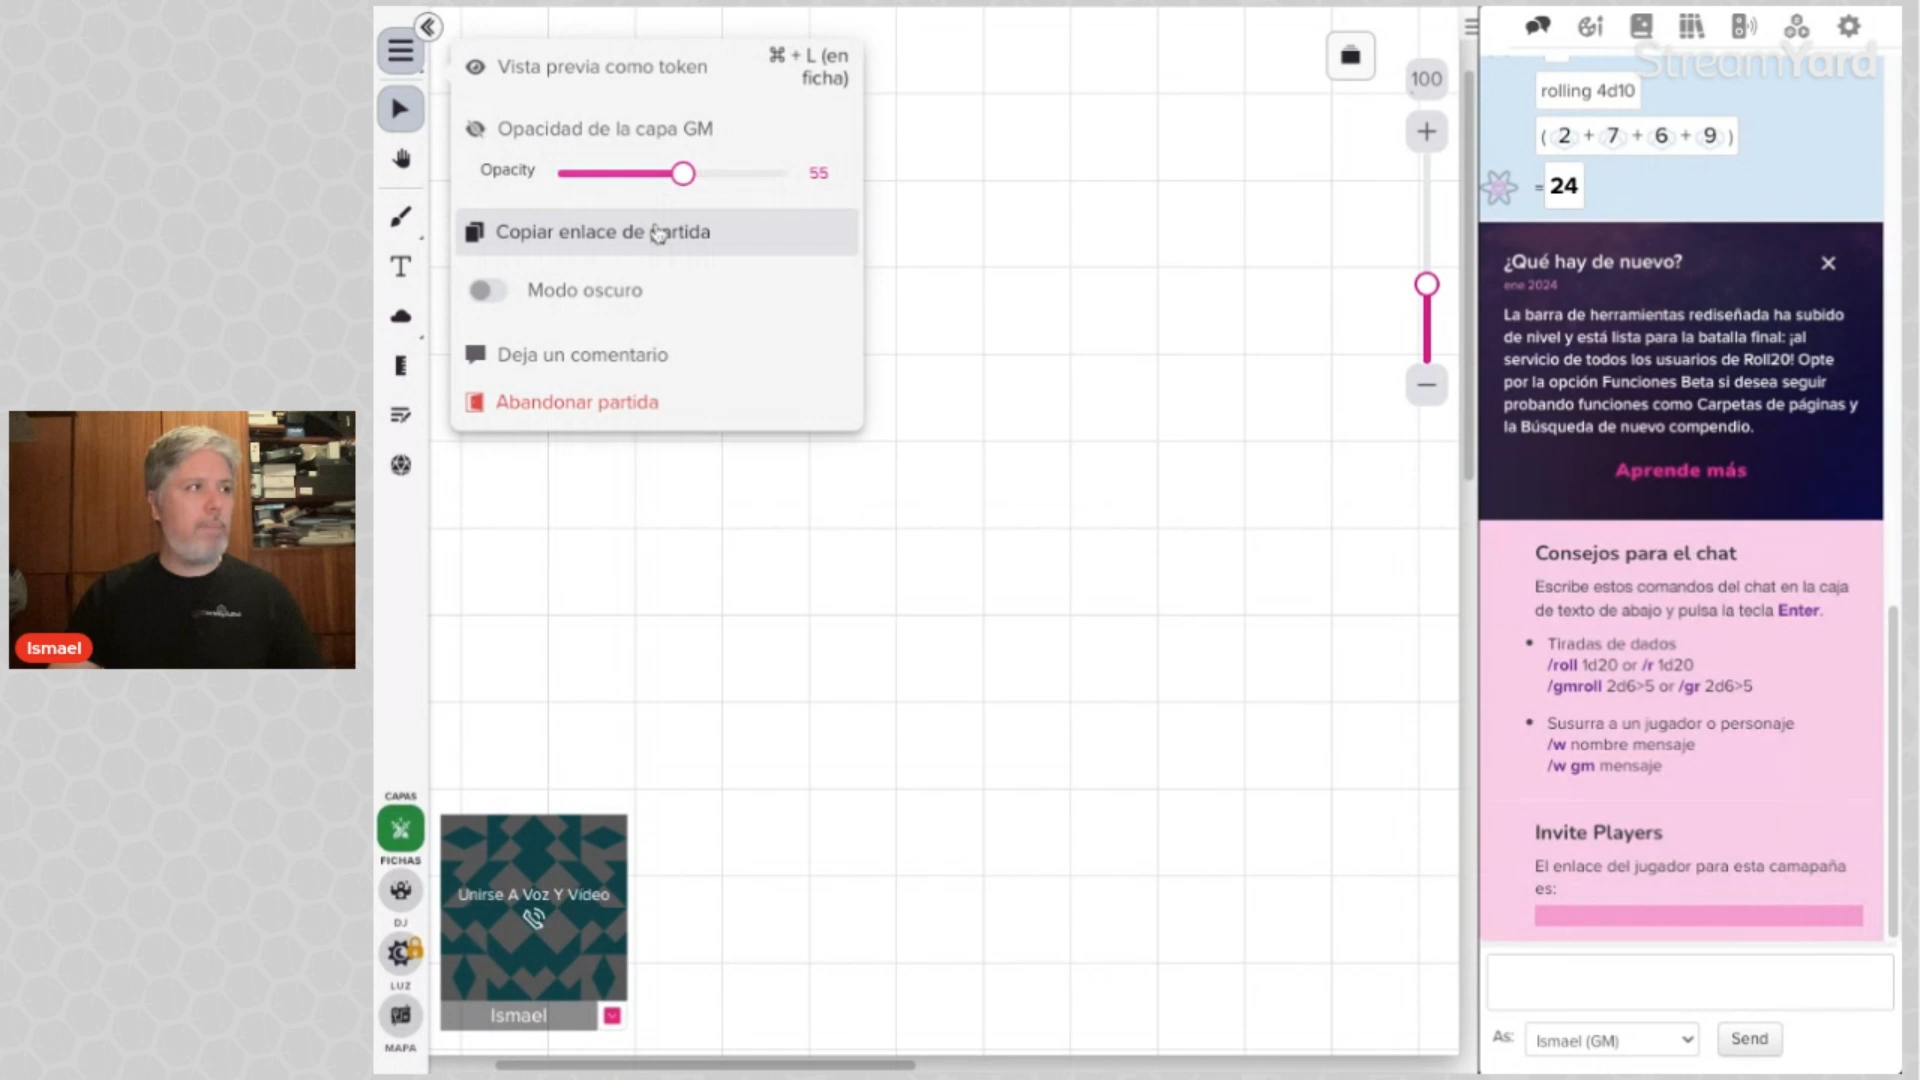 Vista previa como token
⌘ + L (en
ficha)
Opacidad de la capa GM
Opacity
55
Copiar enlace de partida
Modo oscuro
Deja un comentario
Abandonar partida
100
StreamYard
rolling 4d10
(2+7+6+9)
= 24
¿Qué hay de nuevo?
ene 2024
La barra de herramientas rediseñada ha subido
de nivel y está lista para la batalla final: ¡al
servicio de todos los usuarios de Roll20! Opte
por la opción Funciones Beta si desea seguir
probando funciones como Carpetas de páginas y
la Búsqueda de nuevo compendio.
Aprende más
Consejos para el chat
Escribe estos comandos del chat en la caja
de texto de abajo y pulsa la tecla Enter.
• Tiradas de dados
/roll 1d20 or /r 1d20
/gmroll 2d6>5 or /gr 2d6>5
• Susurra a un jugador o personaje
/w nombre mensaje
/w gm mensaje
Invite Players
El enlace del jugador para esta camapaña
es:
As:
Ismael (GM)
Send
Ismael
CAPAS
FICHAS
DJ
LUZ
MAPA
Unirse A Voz Y Vídeo
Ismael